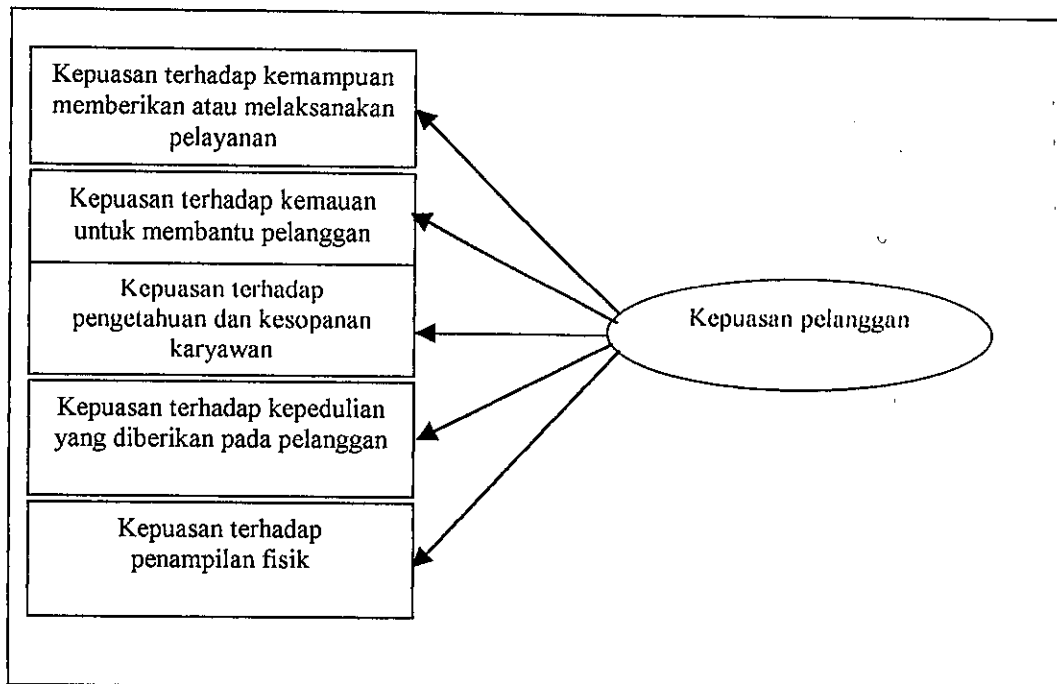 Kepuasan terhadap kemampuan
memberikan atau melaksanakan
pelayanan
Kepuasan terhadap kemauan
untuk membantu pelanggan
Kepuasan terhadap
pengetahuan dan kesopanan
karyawan
Kepuasan terhadap kepedulian
yang diberikan pada pelanggan
Kepuasan terhadap
penampilan fisik
Kepuasan pelanggan